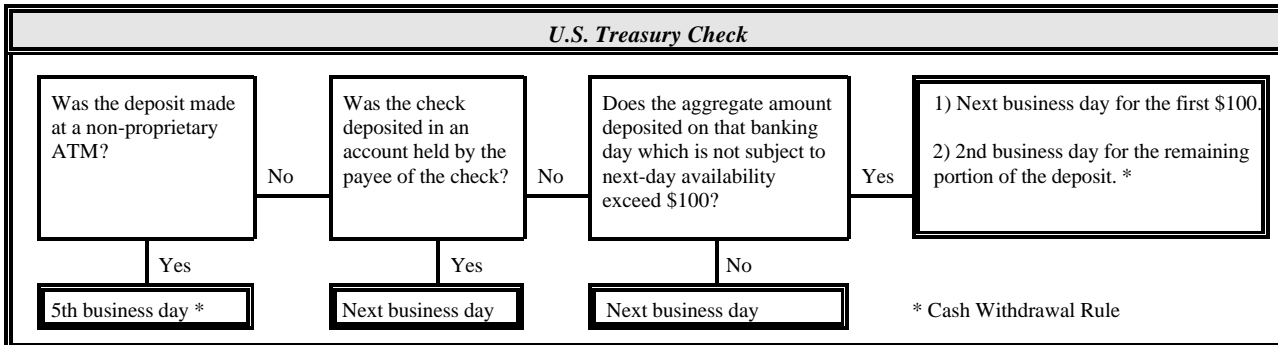 U.S. Treasury Check
Was the deposit made
at a non-proprietary
ATM?
No
Was the check
deposited in an
account held by the
payee of the check?
No
Does the aggregate amount
deposited on that banking
day which is not subject to
next-day availability
exceed $100?
Yes
1) Next business day for the first $100.
2) 2nd business day for the remaining
portion of the deposit. *
Yes
Yes
No
5th business day *
Next business day
Next business day
* Cash Withdrawal Rule